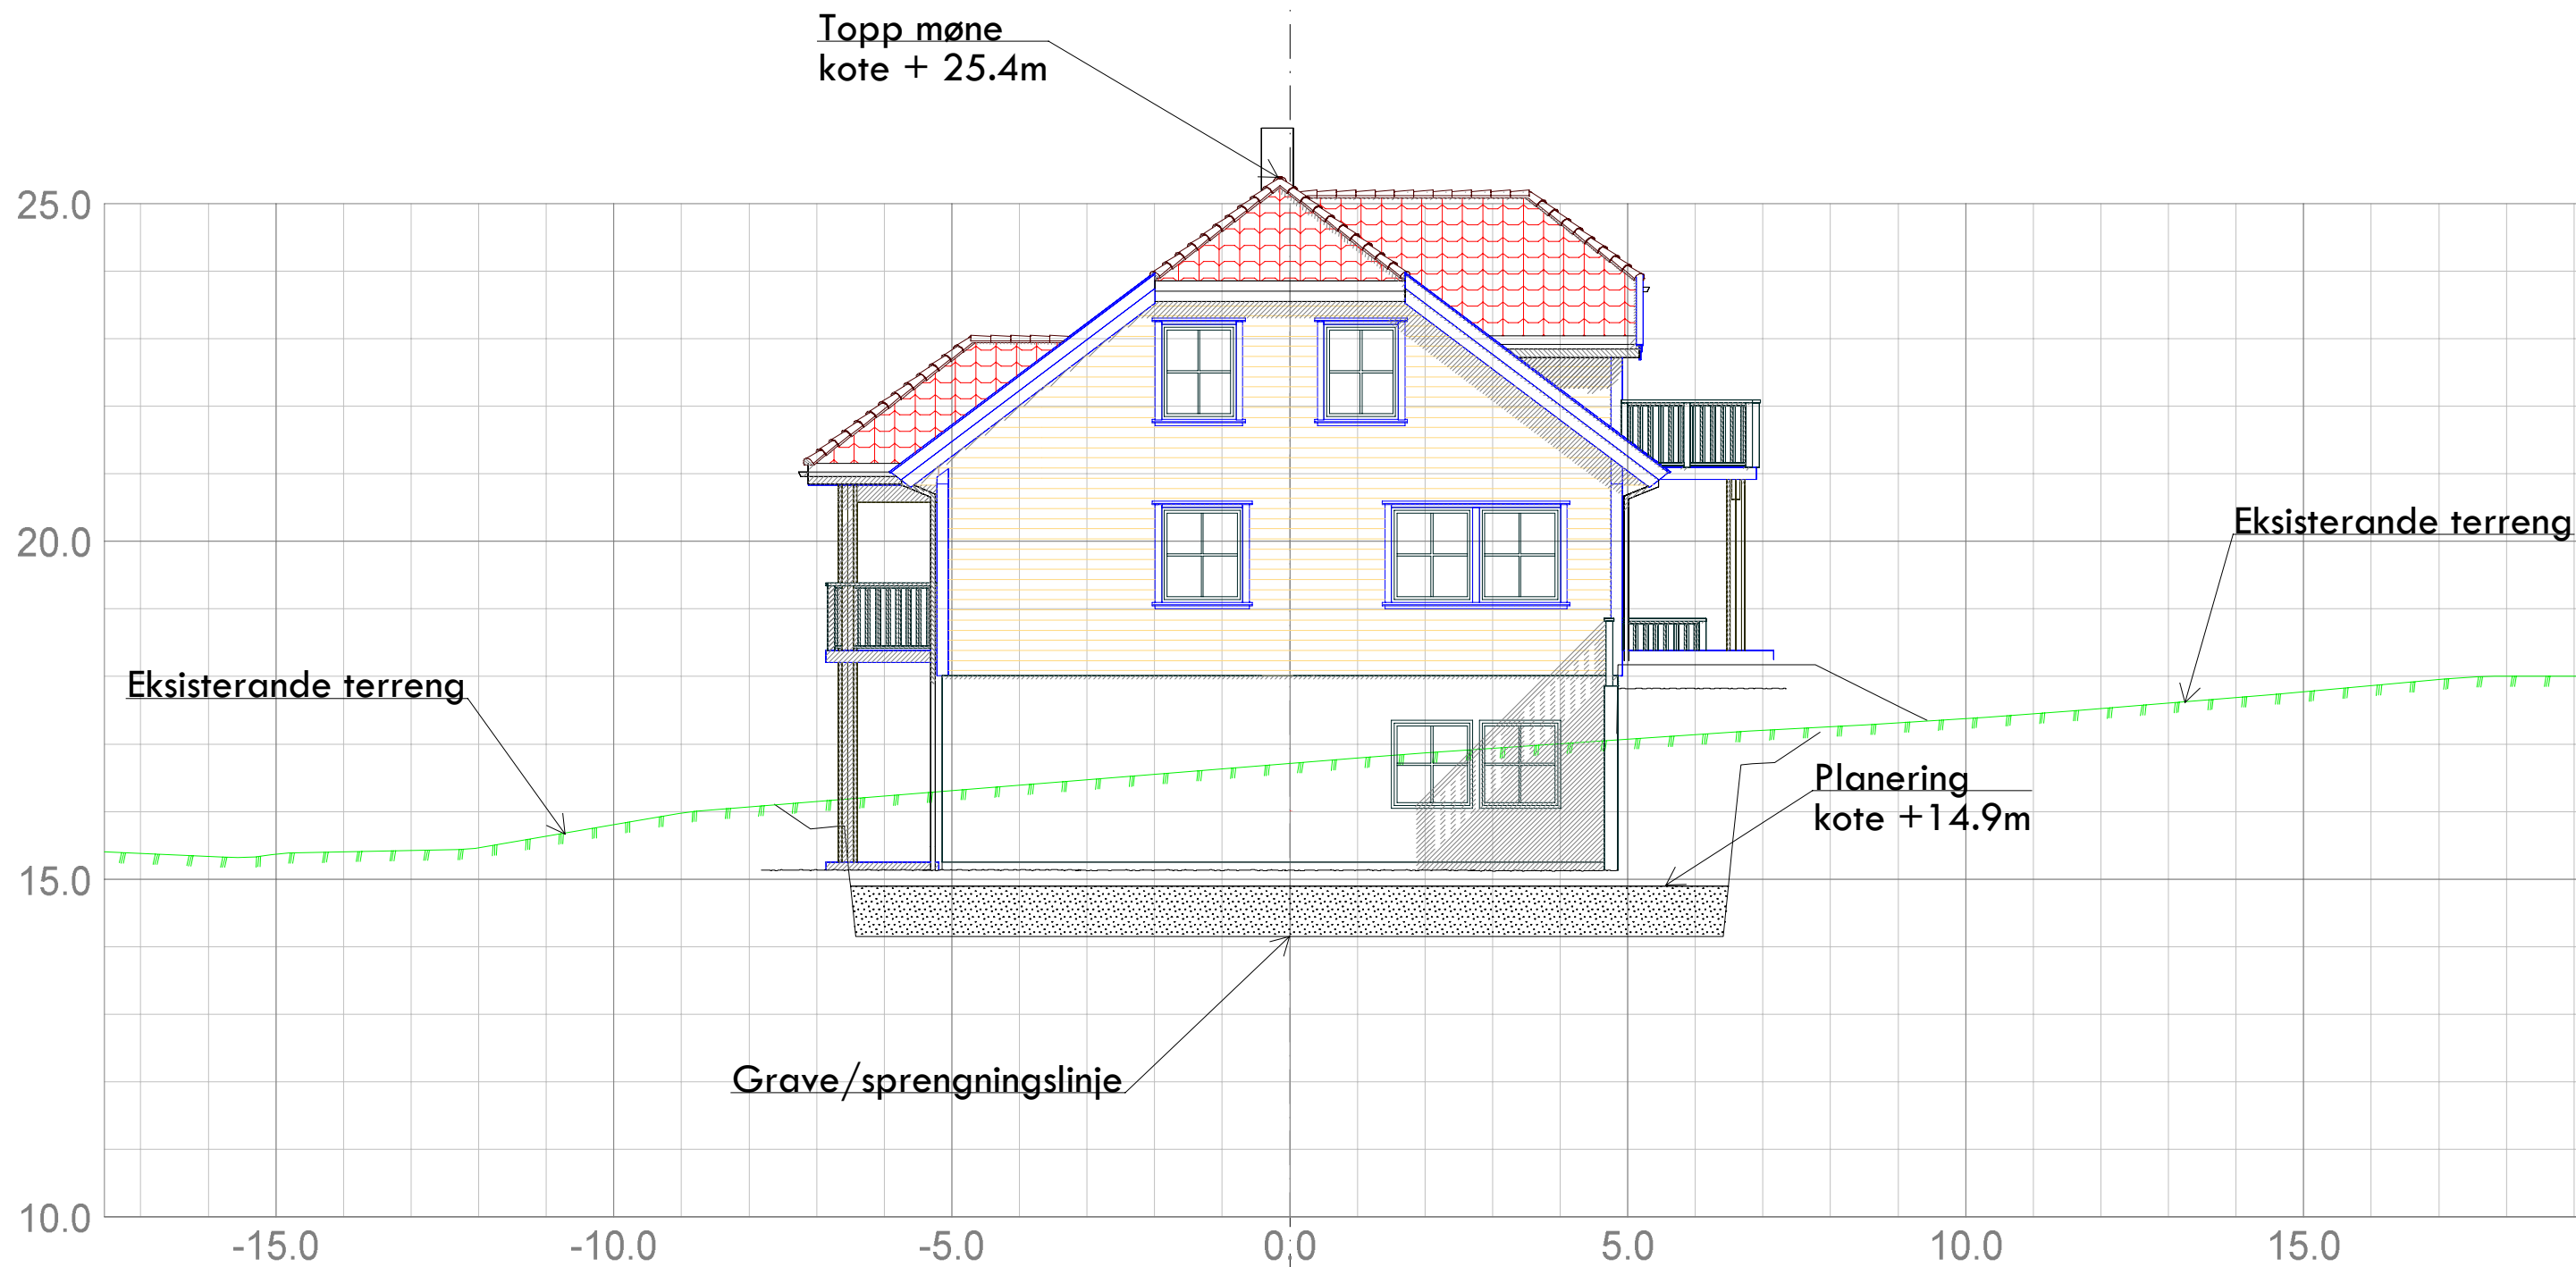 Topp møne
kote + 25.4m
25.0
20.0
Eksisterande terreng
Eksisterande terreng
Planering
kote +14.9m
15.0
Grave/sprengningslinje
10.0
-15.0 -10.0 -5.0 0.0 5.0 10.0 15.0